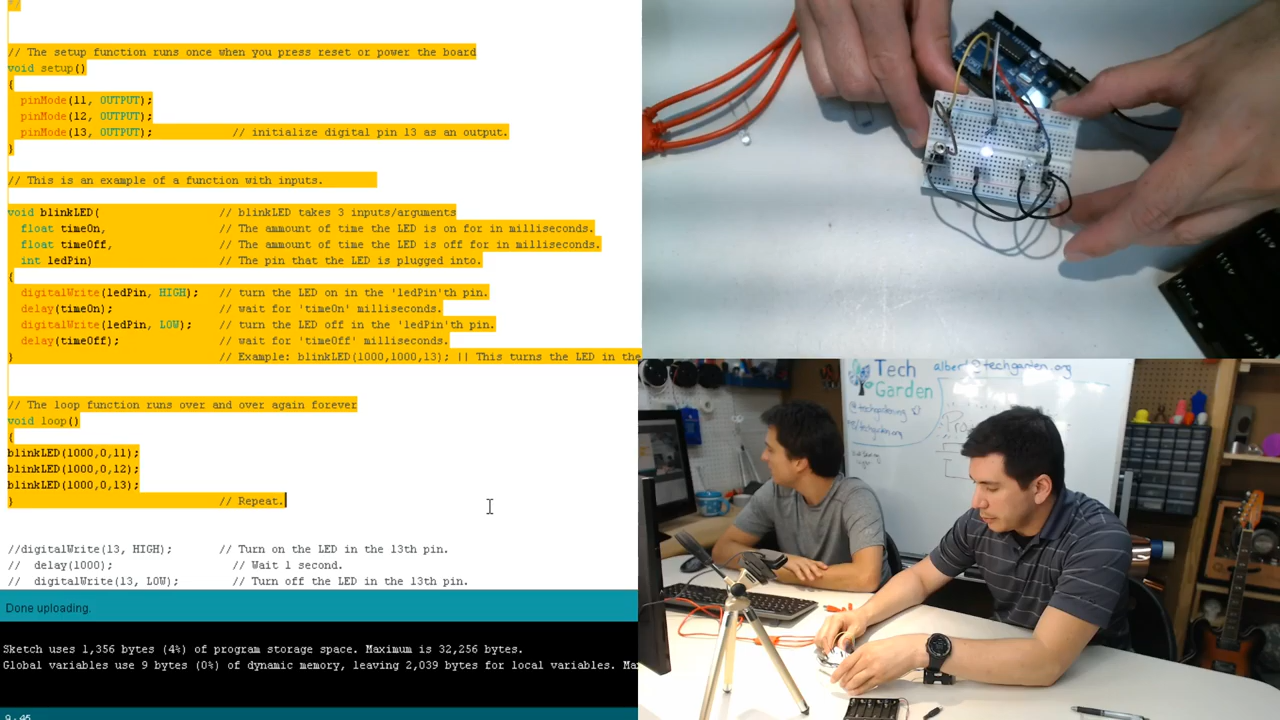 */
// The setup function runs once when you press reset or power the board
void setup()
{
pinMode(11, OUTPUT);
pinMode(12, OUTPUT);
pinMode(13, OUTPUT); // initialize digital pin 13 as an output.
}
// This is an example of a function with inputs.
void blinkLED( // blinkLED takes 3 inputs/arguments
float timeOn, // The ammount of time the LED is on for in milliseconds.
float timeOff, // The ammount of time the LED is off for in milliseconds.
int ledPin) // The pin that the LED is plugged into.
{
digitalWrite(ledPin, HIGH); // turn the LED on in the 'ledPin'th pin.
delay(timeOn); // wait for 'timeOn' milliseconds.
digitalWrite(ledPin, LOW); // turn the LED off in the 'ledPin'th pin.
delay(timeOff); // wait for 'timeOff' milliseconds.
} // Example: blinkLED(1000,1000,13); || This turns the LED in the
// The loop function runs over and over again forever
void loop()
{
blinkLED(1000,0,11);
blinkLED(1000,0,12);
blinkLED(1000,0,13);
} // Repeat.
//digitalWrite(13, HIGH); // Turn on the LED in the 13th pin.
// delay(1000); // Wait 1 second.
// digitalWrite(13, LOW); // Turn off the LED in the 13th pin.
Done uploading.
Sketch uses 1,356 bytes (4%) of program storage space. Maximum is 32,256 bytes.
Global variables use 9 bytes (0%) of dynamic memory, leaving 2,039 bytes for local variables. Ma
Tech
Garden
albert@techgarden.org
@techgarden.org